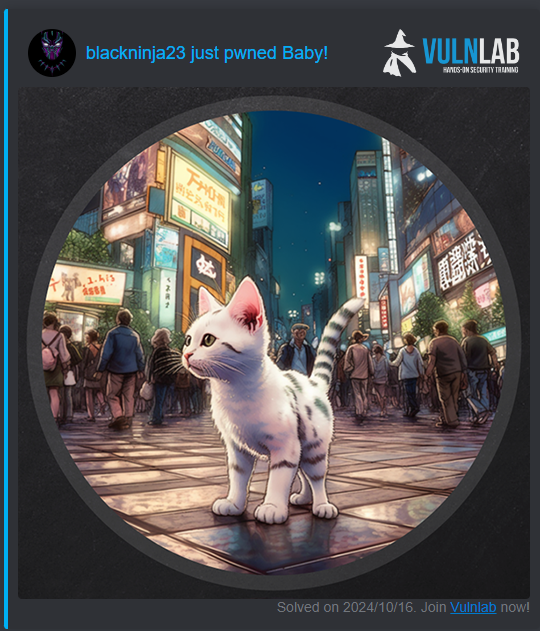 blackninja23 just pwned Baby!
VULNLAB
HANDS-ON SECURITY TRAINING
Solved on 2024/10/16. Join Vulnlab now!